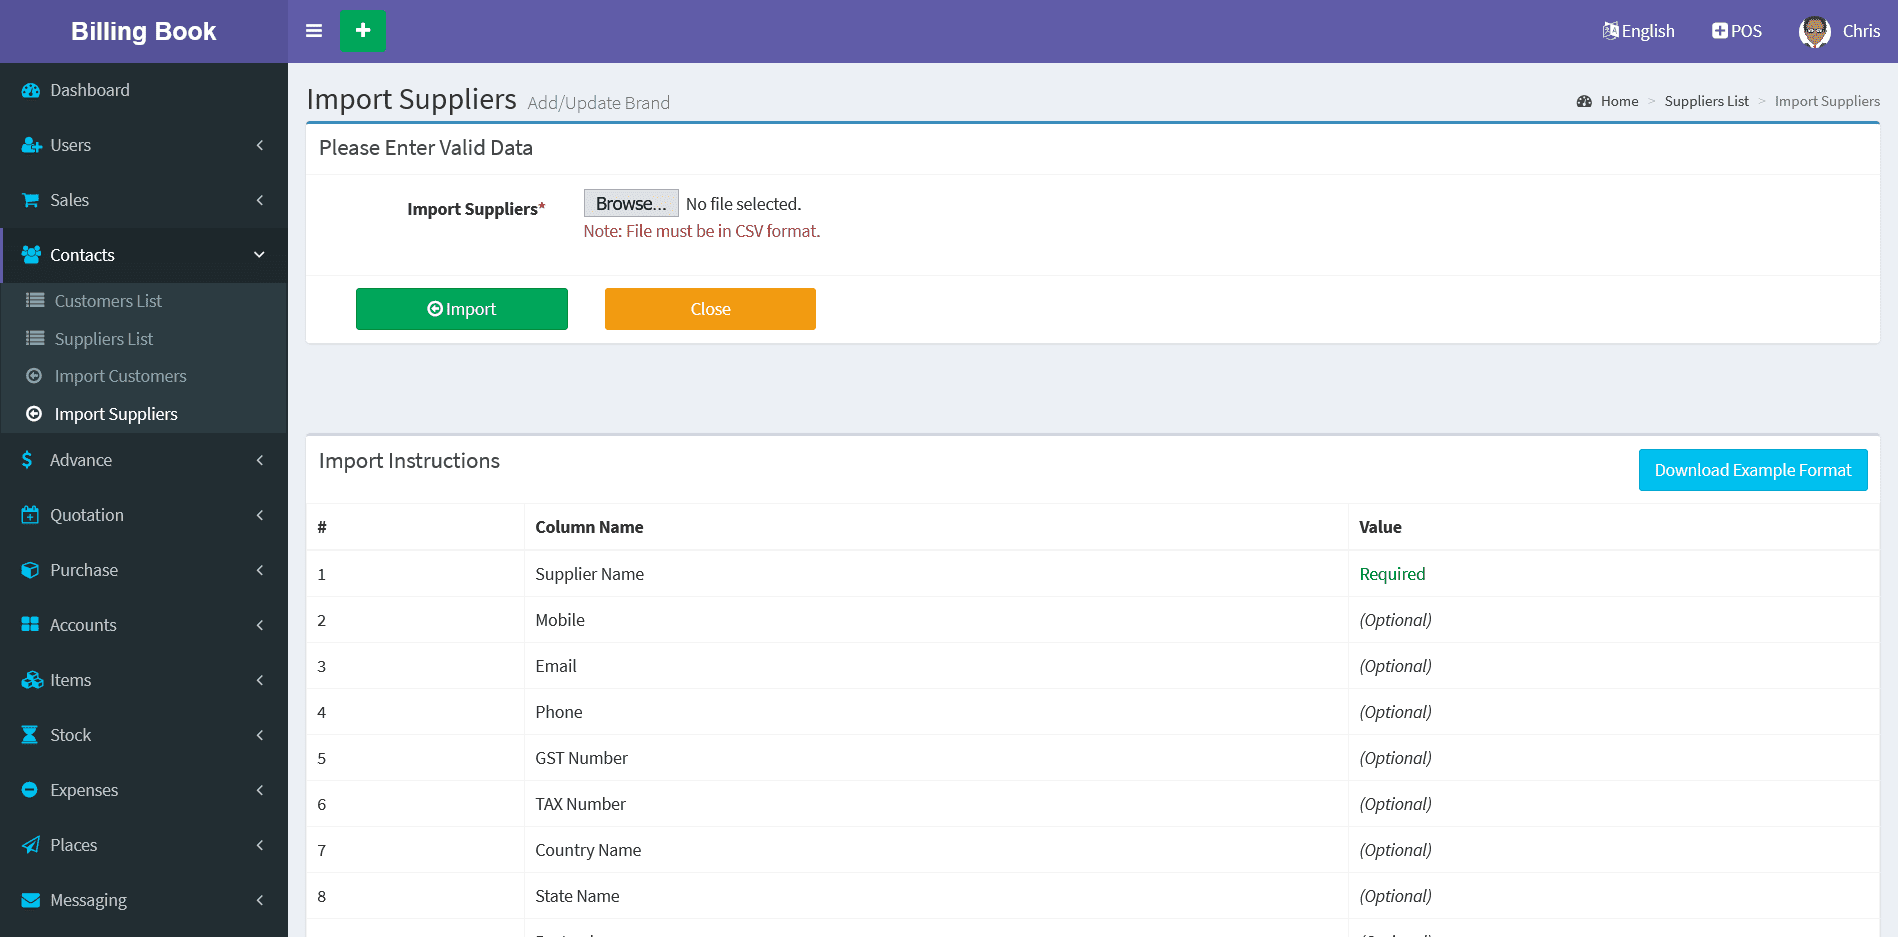 Billing Book
English
POS
Chris
Dashboard
Users
Sales
Contacts
Customers List
Suppliers List
Import Customers
Import Suppliers
Advance
Quotation
Purchase
Accounts
Items
Stock
Expenses
Places
Messaging
Import Suppliers Add/Update Brand
Home > Suppliers List > Import Suppliers
Please Enter Valid Data
Import Suppliers* Browse... No file selected.
Note: File must be in CSV format.
Import Close
Import Instructions
Download Example Format
# Column Name Value
1 Supplier Name Required
2 Mobile (Optional)
3 Email (Optional)
4 Phone (Optional)
5 GST Number (Optional)
6 TAX Number (Optional)
7 Country Name (Optional)
8 State Name (Optional)